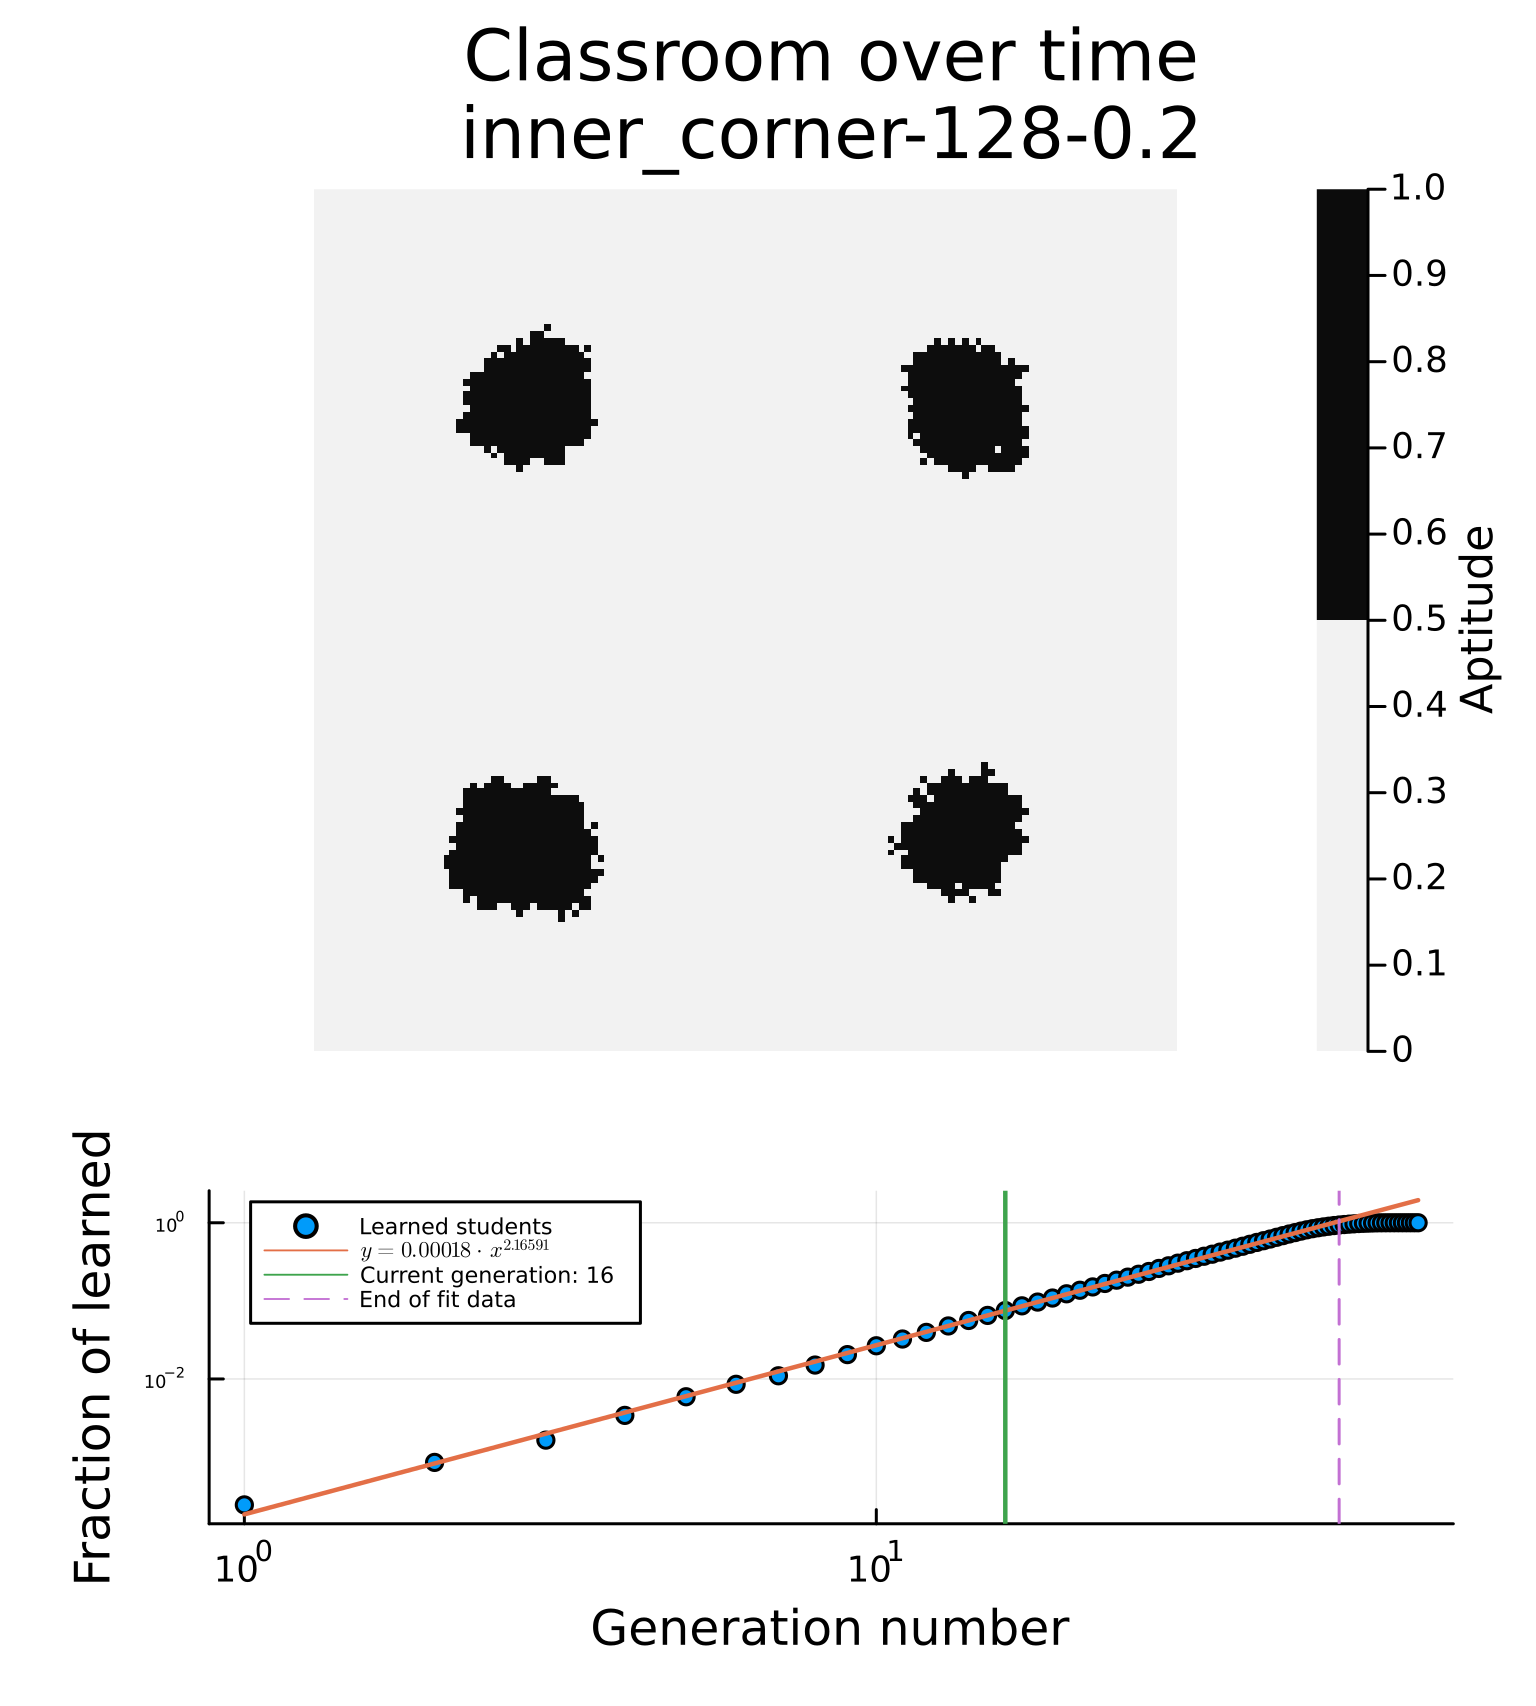 Classroom over time
inner_corner-128-0.2
1.0
0.9
0.8
0.7
0.6
0.5
0.4
0.3
0.2
0.1
0
Aptitude
Fraction of learned
10⁰
10⁻²
Learned students
y = 0.00018 · x^2.16591
Current generation: 16
End of fit data
10⁰
10¹
Generation number